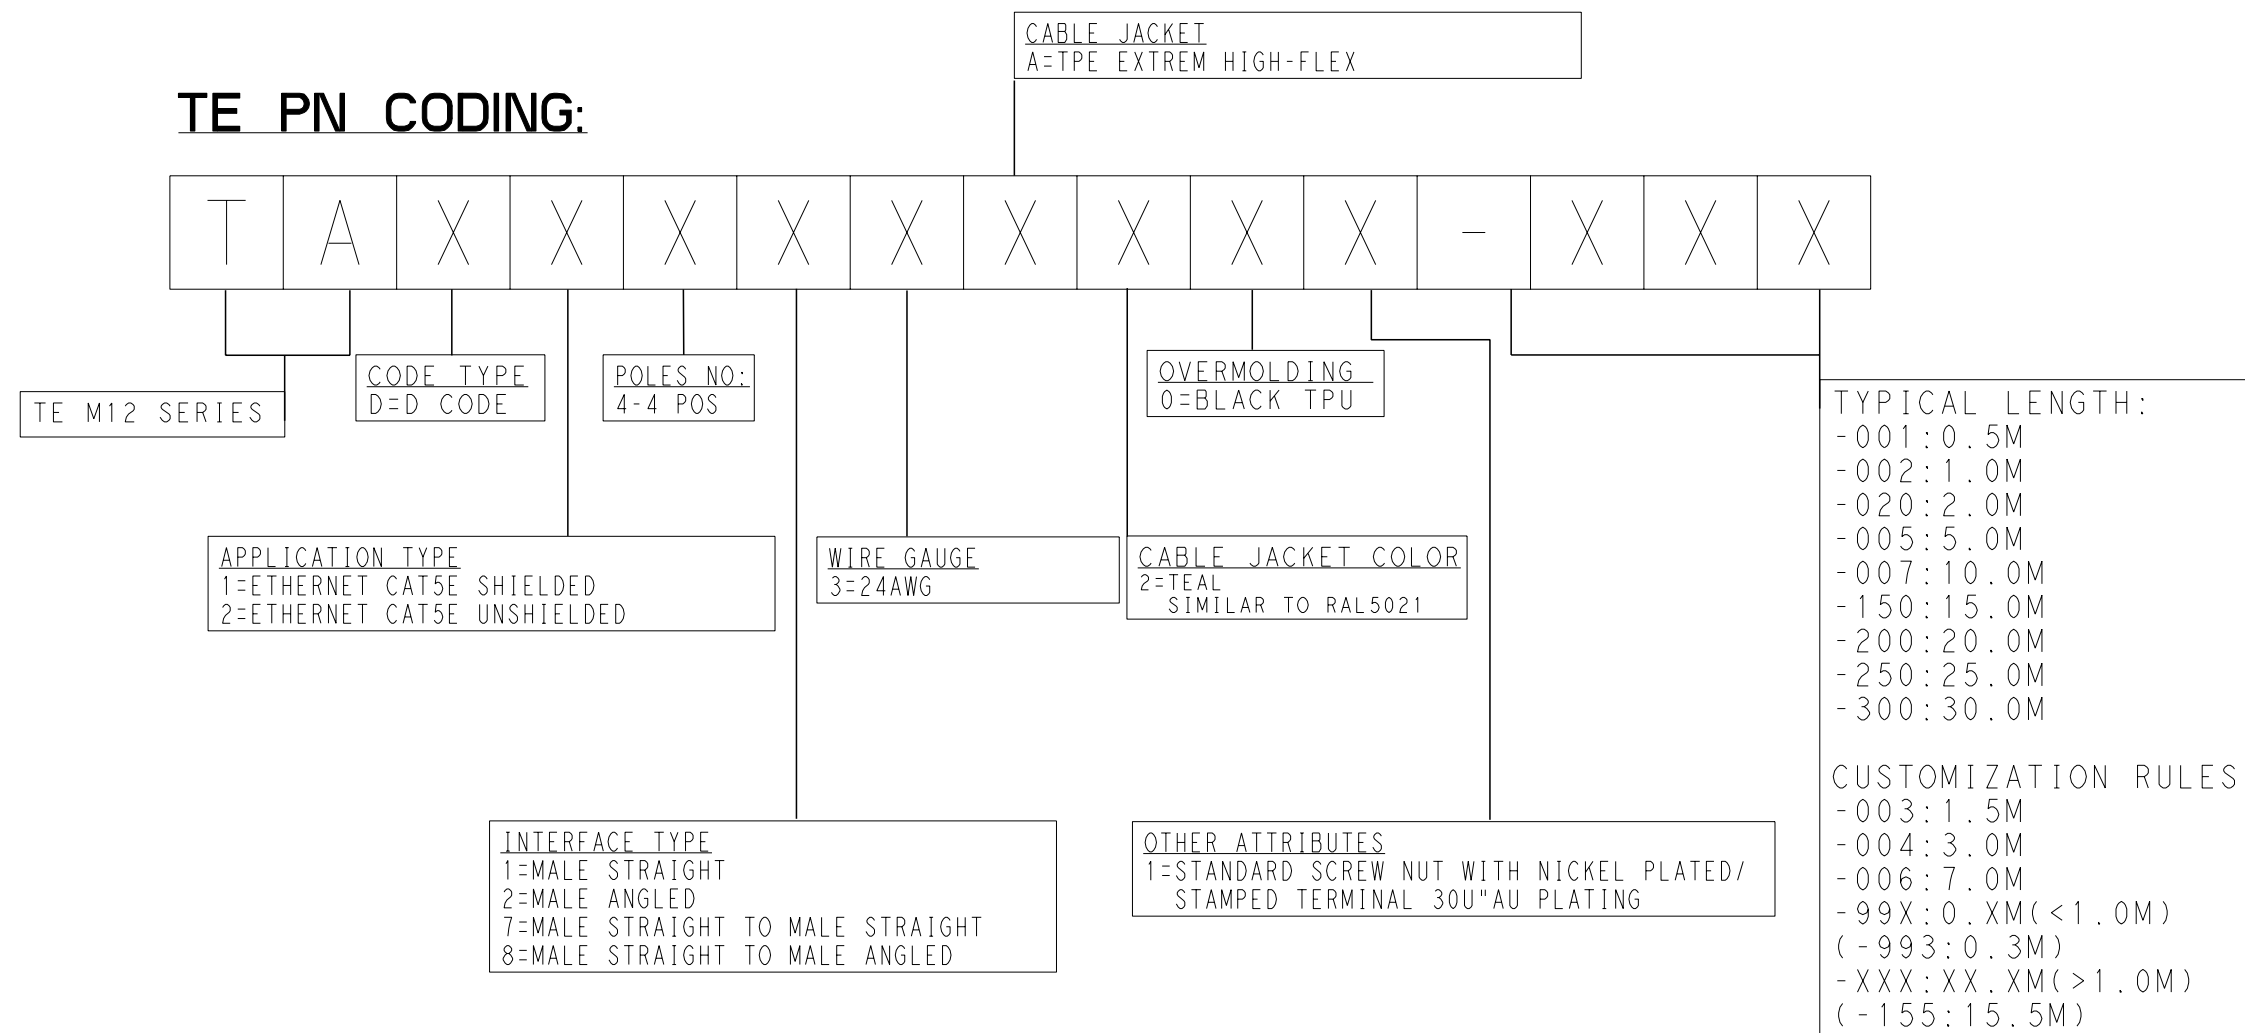 CABLE JACKET
A=TPE EXTREM HIGH-FLEX
TE PN CODING:
T A X X X X X X X X X - X X X
TE M12 SERIES
CODE TYPE
D=D CODE
POLES NO:
4-4 POS
OVERMOLDING
0=BLACK TPU
APPLICATION TYPE
1=ETHERNET CAT5E SHIELDED
2=ETHERNET CAT5E UNSHIELDED
WIRE GAUGE
3=24AWG
CABLE JACKET COLOR
2=TEAL
SIMILAR TO RAL5021
INTERFACE TYPE
1=MALE STRAIGHT
2=MALE ANGLED
7=MALE STRAIGHT TO MALE STRAIGHT
8=MALE STRAIGHT TO MALE ANGLED
OTHER ATTRIBUTES
1=STANDARD SCREW NUT WITH NICKEL PLATED/
STAMPED TERMINAL 30U"AU PLATING
TYPICAL LENGTH:
-001:0.5M
-002:1.0M
-020:2.0M
-005:5.0M
-007:10.0M
-150:15.0M
-200:20.0M
-250:25.0M
-300:30.0M
CUSTOMIZATION RULES
-003:1.5M
-004:3.0M
-006:7.0M
-99X:0.XM(<1.0M)
(-993:0.3M)
-XXX:XX.XM(>1.0M)
(-155:15.5M)